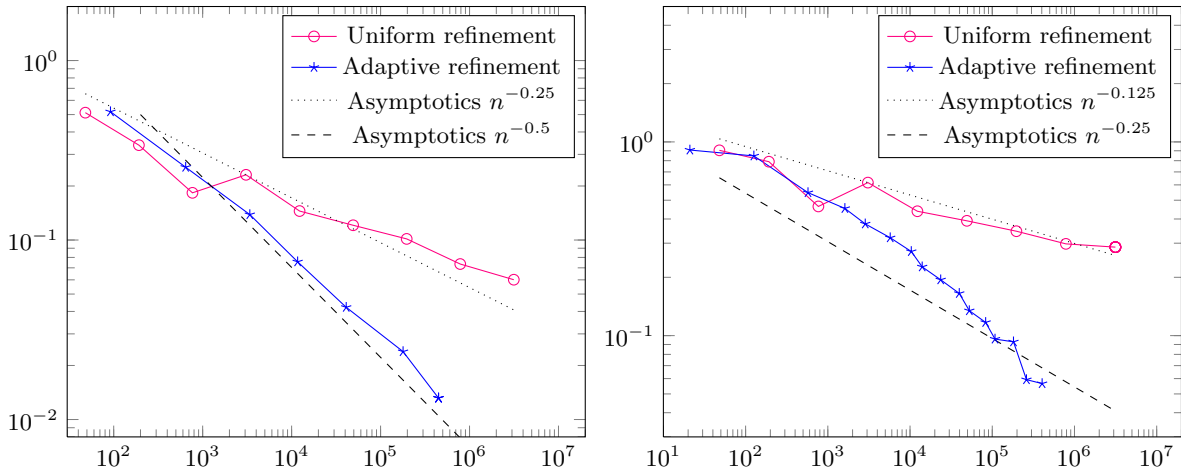 Uniform refinement
Adaptive refinement
Asymptotics n^{-0.25}
Asymptotics n^{-0.5}
10^0
10^{-1}
10^{-2}
10^2 10^3 10^4 10^5 10^6 10^7
Uniform refinement
Adaptive refinement
Asymptotics n^{-0.125}
Asymptotics n^{-0.25}
10^0
10^{-1}
10^1 10^2 10^3 10^4 10^5 10^6 10^7